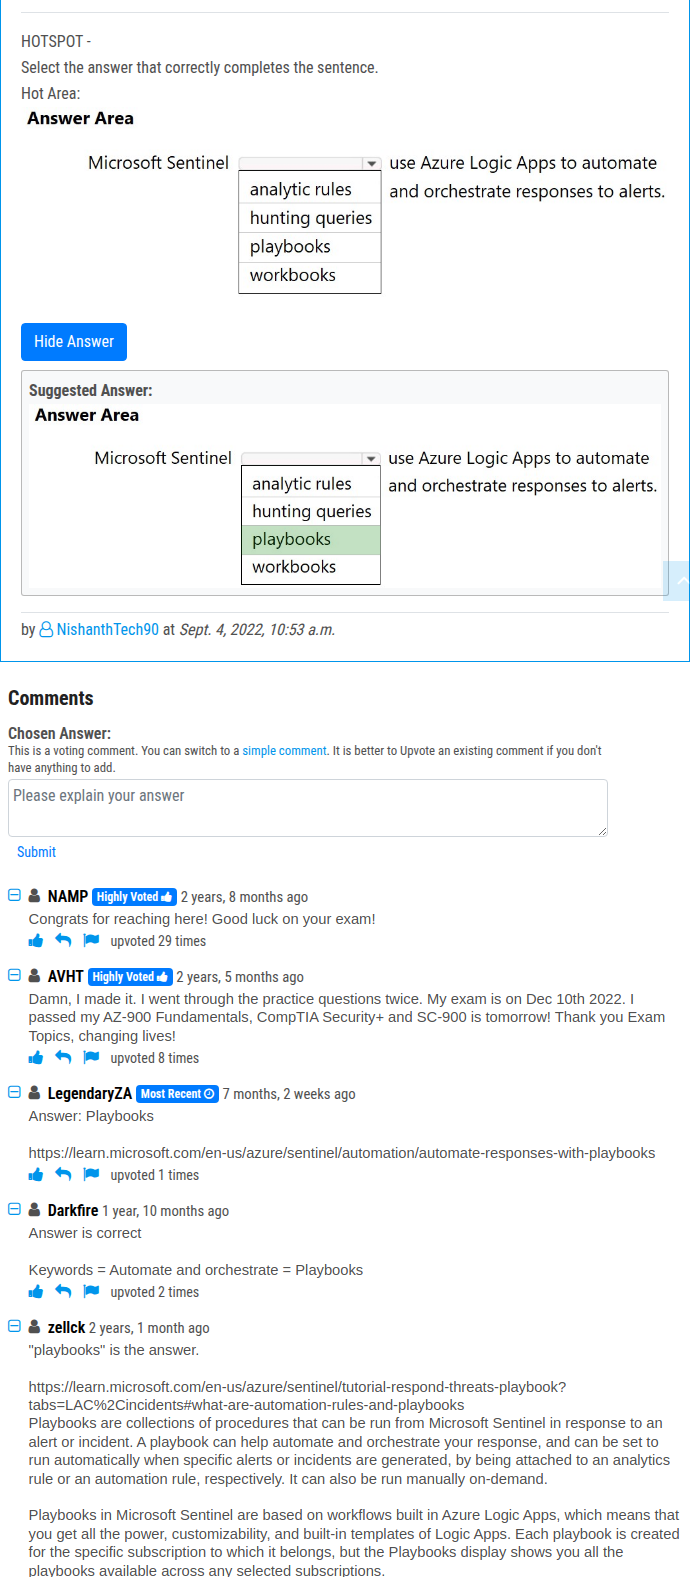 HOTSPOT -
Select the answer that correctly completes the sentence.
Hot Area:
Answer Area
Microsoft Sentinel use Azure Logic Apps to automate
and orchestrate responses to alerts.
analytic rules
hunting queries
playbooks
workbooks
Hide Answer
Suggested Answer:
Answer Area
Microsoft Sentinel use Azure Logic Apps to automate
and orchestrate responses to alerts.
analytic rules
hunting queries
playbooks
workbooks
by NishanthTech90 at Sept. 4, 2022, 10:53 a.m.
Comments
Chosen Answer:
This is a voting comment. You can switch to a simple comment. It is better to Upvote an existing comment if you don't
have anything to add.
Please explain your answer
Submit
NAMP Highly Voted 2 years, 8 months ago
Congrats for reaching here! Good luck on your exam!
upvoted 29 times
AVHT Highly Voted 2 years, 5 months ago
Damn, I made it. I went through the practice questions twice. My exam is on Dec 10th 2022. I
passed my AZ-900 Fundamentals, CompTIA Security+ and SC-900 is tomorrow! Thank you Exam
Topics, changing lives!
upvoted 8 times
LegendaryZA Most Recent 7 months, 2 weeks ago
Answer: Playbooks
https://learn.microsoft.com/en-us/azure/sentinel/automation/automate-responses-with-playbooks
upvoted 1 times
Darkfire 1 year, 10 months ago
Answer is correct
Keywords = Automate and orchestrate = Playbooks
upvoted 2 times
zellck 2 years, 1 month ago
"playbooks" is the answer.
https://learn.microsoft.com/en-us/azure/sentinel/tutorial-respond-threats-playbook?
tabs=LAC%2Cincidents#what-are-automation-rules-and-playbooks
Playbooks are collections of procedures that can be run from Microsoft Sentinel in response to an
alert or incident. A playbook can help automate and orchestrate your response, and can be set to
run automatically when specific alerts or incidents are generated, by being attached to an analytics
rule or an automation rule, respectively. It can also be run manually on-demand.
Playbooks in Microsoft Sentinel are based on workflows built in Azure Logic Apps, which means that
you get all the power, customizability, and built-in templates of Logic Apps. Each playbook is created
for the specific subscription to which it belongs, but the Playbooks display shows you all the
playbooks available across any selected subscriptions.